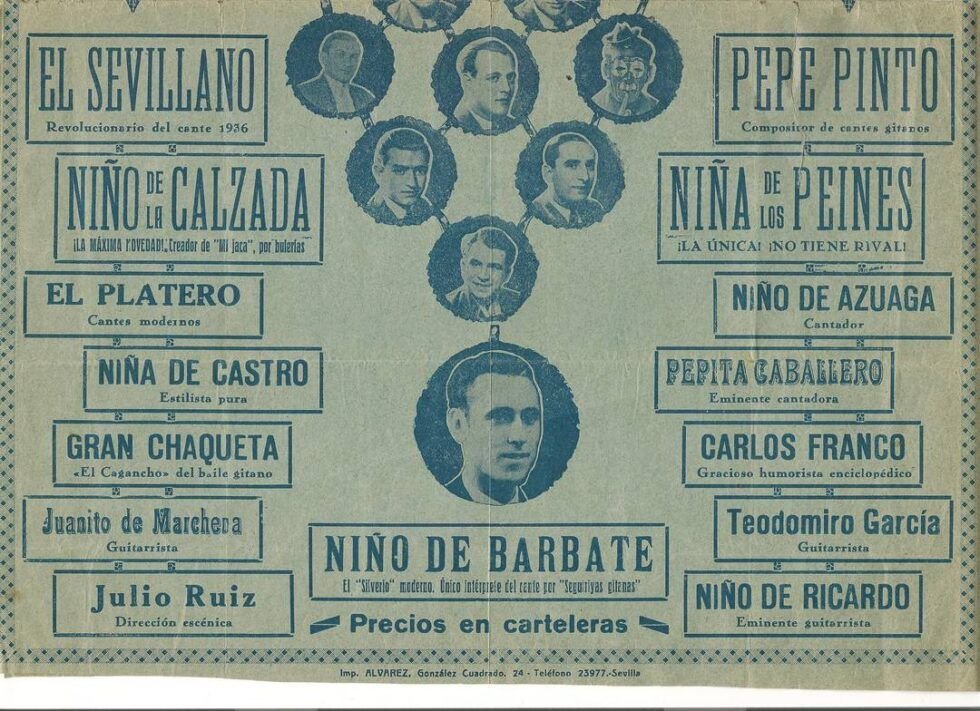 EL SEVILLANO
Revolucionario del cante 1936
NIÑO DE LA CALZADA
¡LA MÁXIMA NOVEDAD!, Creador de "Mi jaca", por bulerías
EL PLATERO
Cantes modernos
NIÑA DE CASTRO
Estilista pura
GRAN CHAQUETA
«El Cagancho» del baile gitano
Juanito de Marchena
Guitarrista
Julio Ruiz
Dirección escénica
NIÑO DE BARBATE
El "Silverio" moderno. Único intérprete del cante por "Seguiriyas gitanas"
Precios en carteleras
PEPE PINTO
Compositor de cantes gitanos
NIÑA DE LOS PEINES
¡LA ÚNICA! ¡NO TIENE RIVAL!
NIÑO DE AZUAGA
Cantador
PEPITA CABALLERO
Eminente cantadora
CARLOS FRANCO
Gracioso humorista enciclopédico
Teodomiro García
Guitarrista
NIÑO DE RICARDO
Eminente guitarrista
Imp. ALVAREZ, González Cuadrado, 24 - Teléfono 23977.-Sevilla